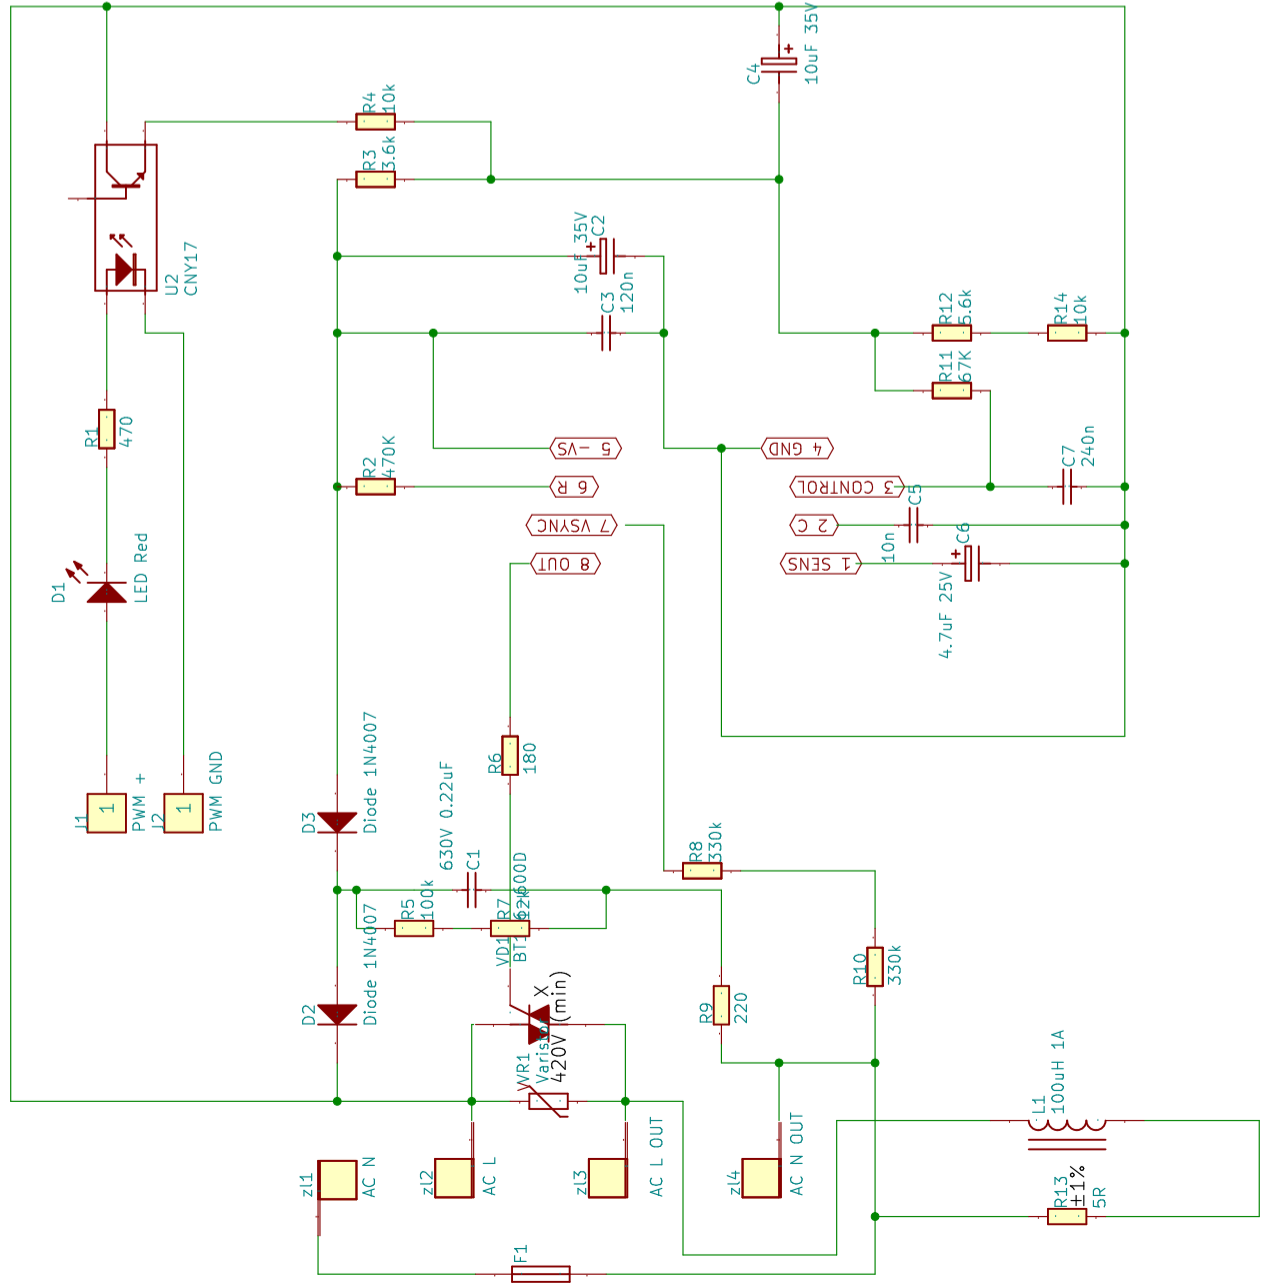 C4
10uF 35V
R4
10k
R3
3.6k
U2
CNY17
10uF 35V
C2
C3
120n
R12
5.6k
R14
10k
R11
67K
R1
470
R2
470K
5 -VS
4 GND
C7
240n
6 R
3 CONTROL
7 VSYNC
2 C
C5
10n
8 OUT
1 SENS
C6
4.7uF 25V
D1
LED Red
J1
1
PWM +
J2
1
PWM GND
D3
Diode 1N4007
R6
180
630V 0.22uF
C1
R8
330k
R5
100k
R7
VD1
D2
Diode 1N4007
R10
330k
R9
220
X
420V (min)
VR1
Varistor
L1
100uH 1A
zl1
AC N
zl2
AC L
zl3
AC L OUT
zl4
AC N OUT
R13
±1%
5R
F1